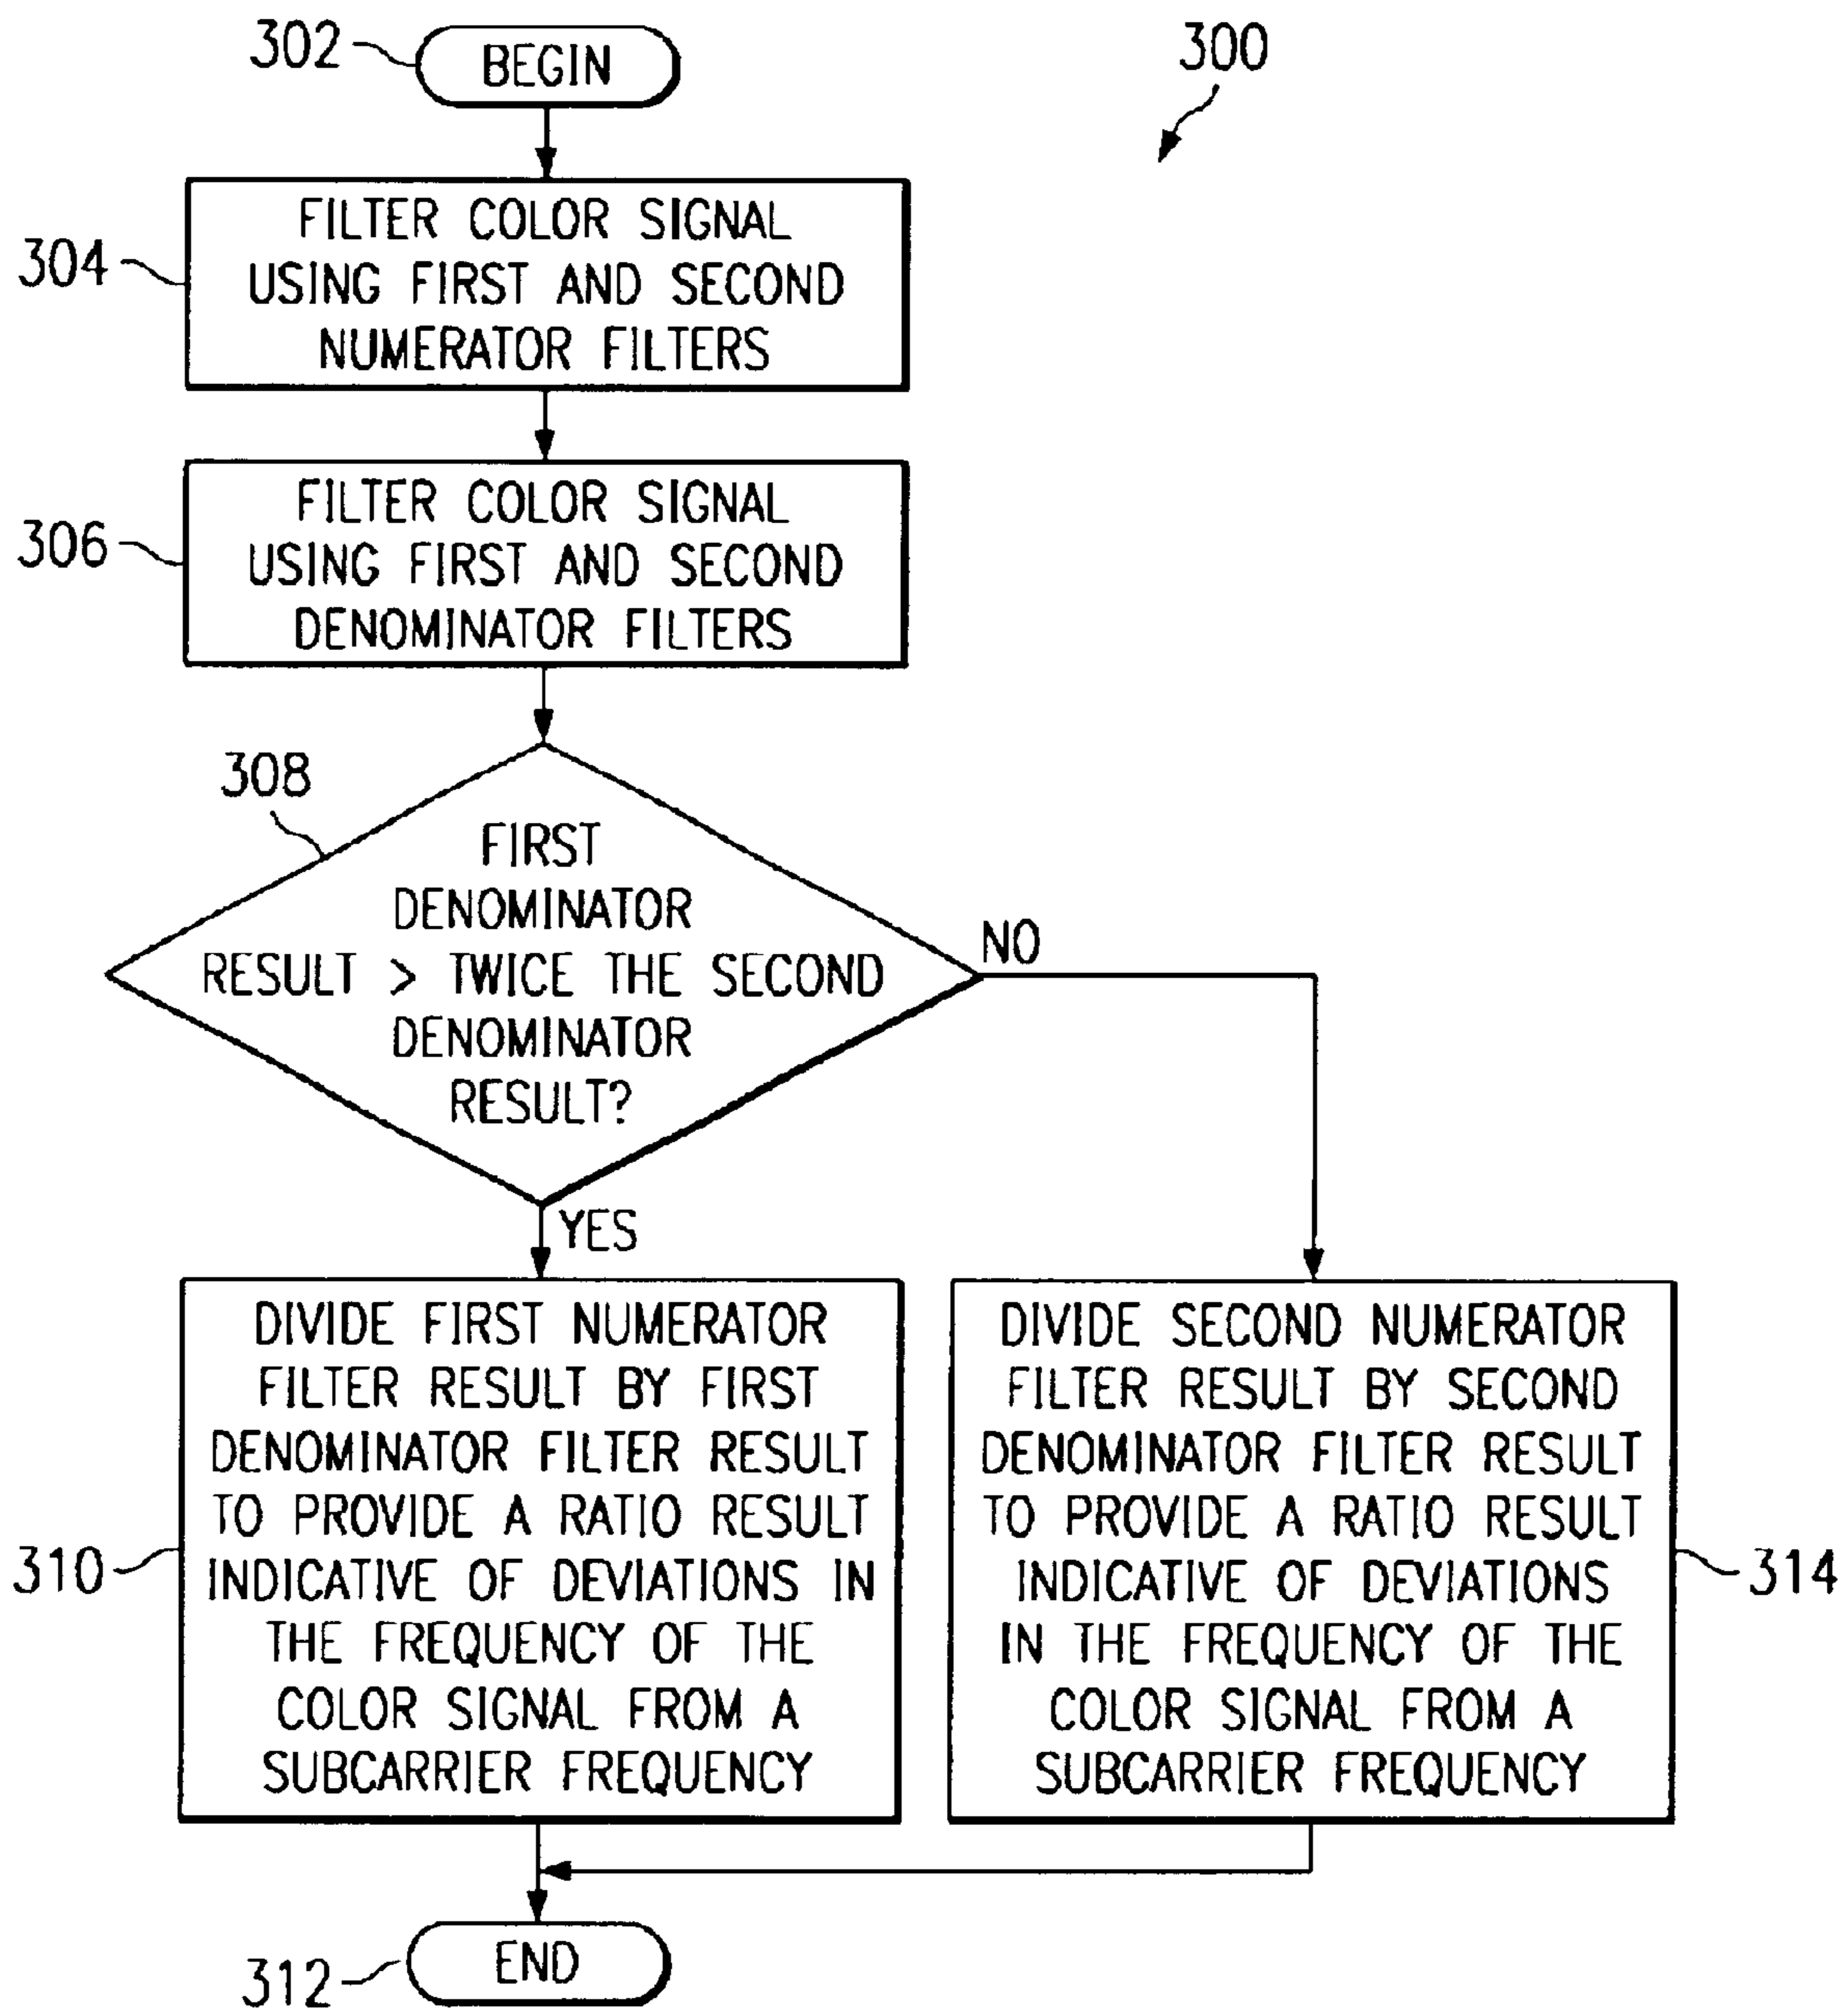 302
BEGIN
300
304
FILTER COLOR SIGNAL
USING FIRST AND SECOND
NUMERATOR FILTERS
306
FILTER COLOR SIGNAL
USING FIRST AND SECOND
DENOMINATOR FILTERS
308
FIRST
DENOMINATOR
RESULT > TWICE THE SECOND
DENOMINATOR
RESULT?
NO
YES
310
DIVIDE FIRST NUMERATOR
FILTER RESULT BY FIRST
DENOMINATOR FILTER RESULT
TO PROVIDE A RATIO RESULT
INDICATIVE OF DEVIATIONS IN
THE FREQUENCY OF THE
COLOR SIGNAL FROM A
SUBCARRIER FREQUENCY
DIVIDE SECOND NUMERATOR
FILTER RESULT BY SECOND
DENOMINATOR FILTER RESULT
TO PROVIDE A RATIO RESULT
INDICATIVE OF DEVIATIONS
IN THE FREQUENCY OF THE
COLOR SIGNAL FROM A
SUBCARRIER FREQUENCY
314
312
END